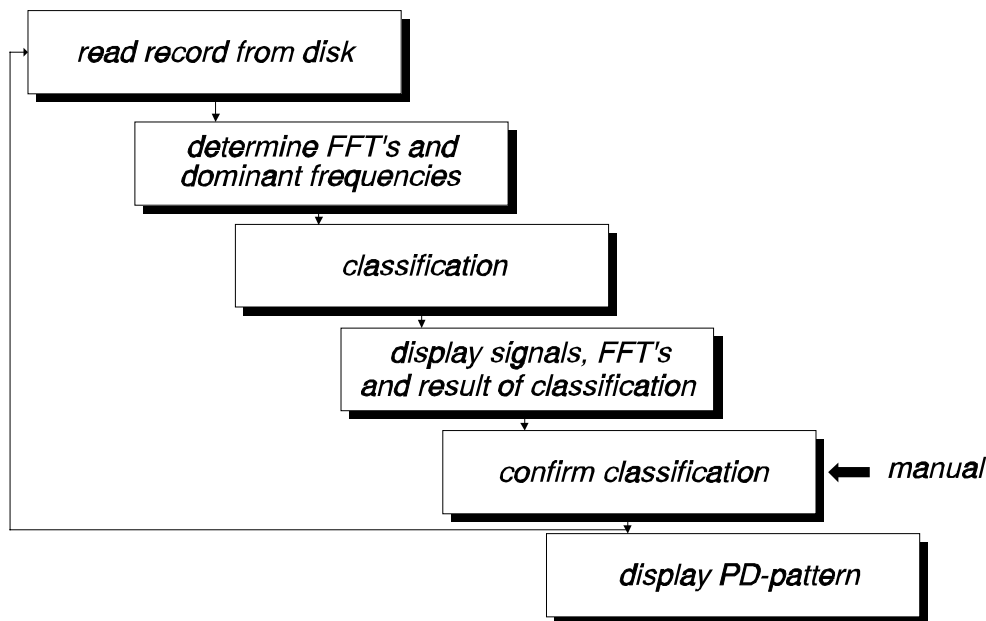 read record from disk
determine FFT's and
dominant frequencies
classification
display signals, FFT's
and result of classification
confirm classification
manual
display PD-pattern